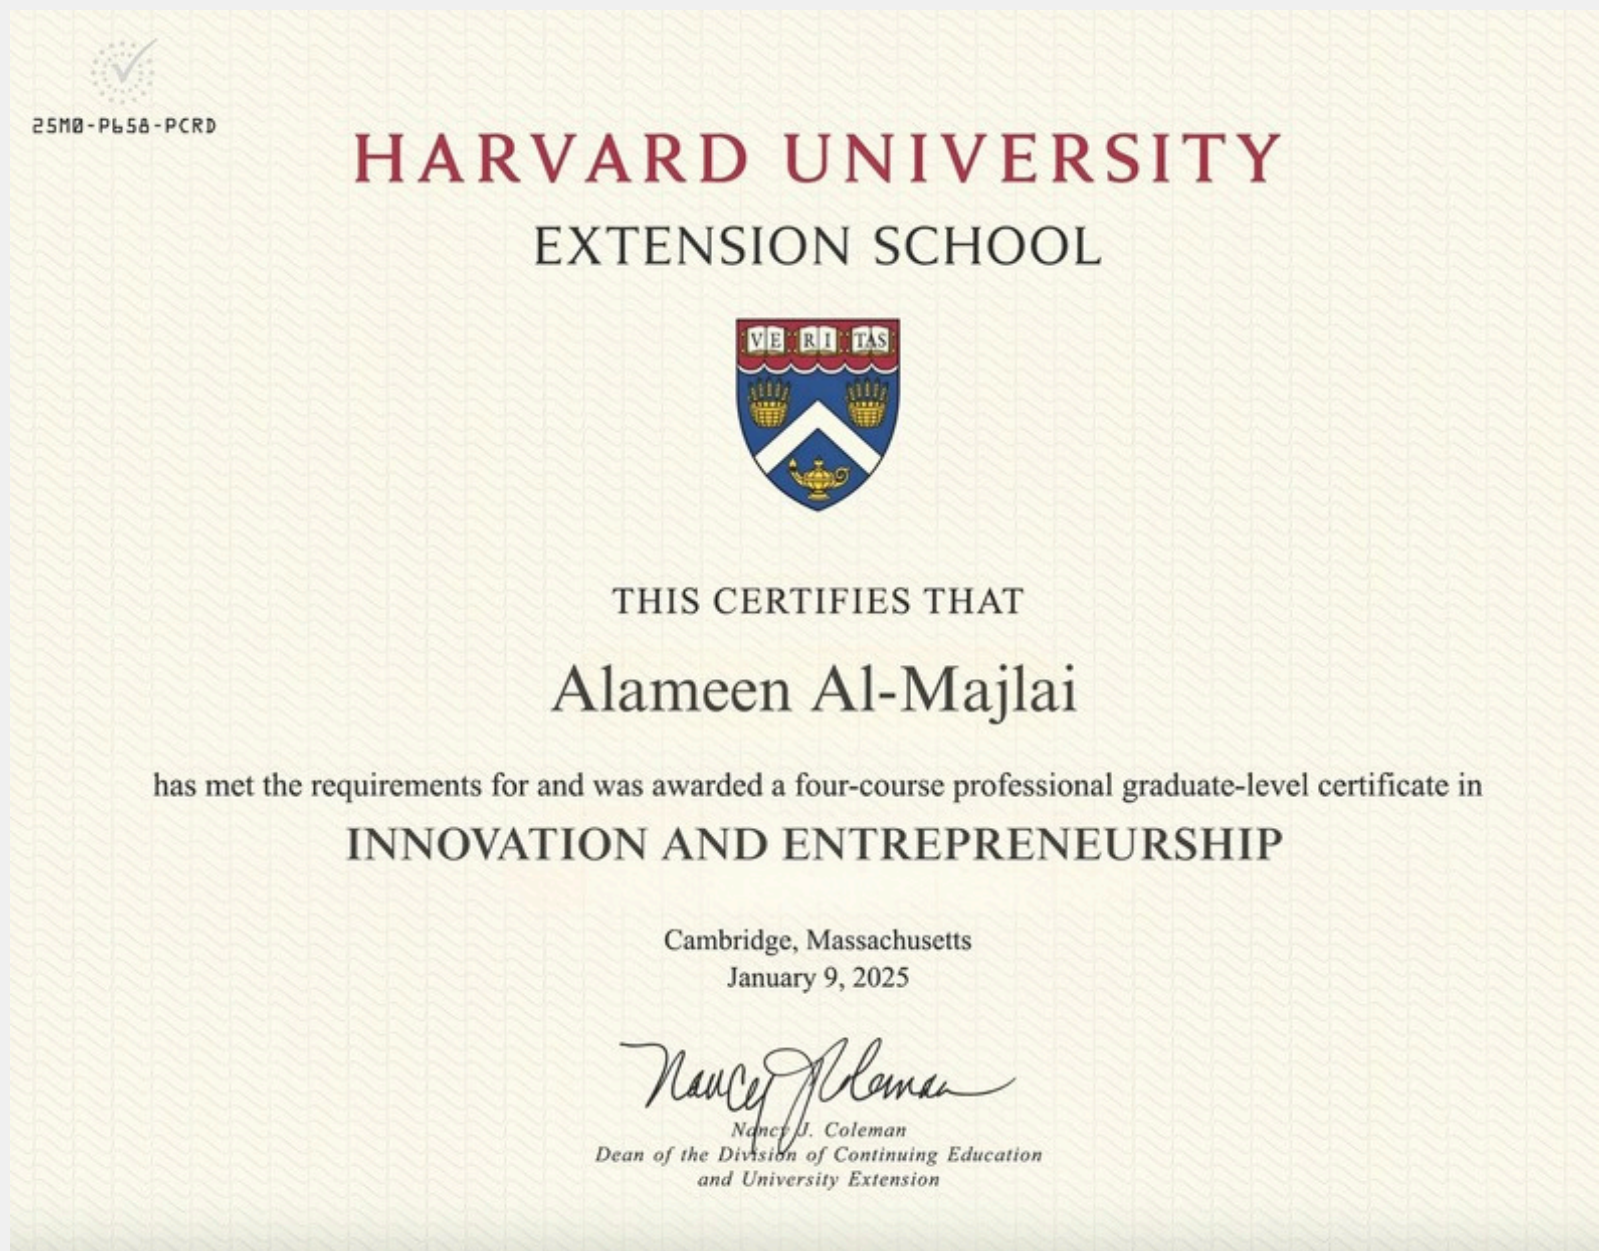 25M0-P658-PCRD
HARVARD UNIVERSITY
EXTENSION SCHOOL
VE RI TAS
THIS CERTIFIES THAT
Alameen Al-Majlai
has met the requirements for and was awarded a four-course professional graduate-level certificate in
INNOVATION AND ENTREPRENEURSHIP
Cambridge, Massachusetts
January 9, 2025
Nancy J Coleman
Nancy J. Coleman
Dean of the Division of Continuing Education
and University Extension